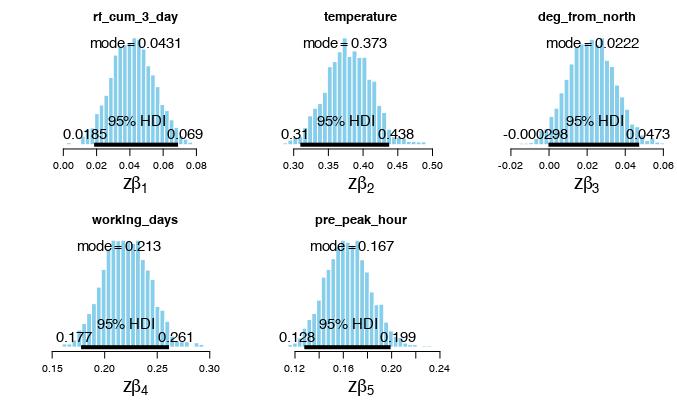 rf_cum_3_day
mode=0.0431
95% HDI
0.0185 0.069
0.00 0.02 0.04 0.06 0.08
zβ1
temperature
mode=0.373
95% HDI
0.31 0.438
0.30 0.35 0.40 0.45 0.50
zβ2
deg_from_north
mode=0.0222
95% HDI
-0.000298 0.0473
-0.02 0.00 0.02 0.04 0.06
zβ3
working_days
mode=0.213
95% HDI
0.177 0.261
0.15 0.20 0.25 0.30
zβ4
pre_peak_hour
mode=0.167
95% HDI
0.128 0.199
0.12 0.16 0.20 0.24
zβ5